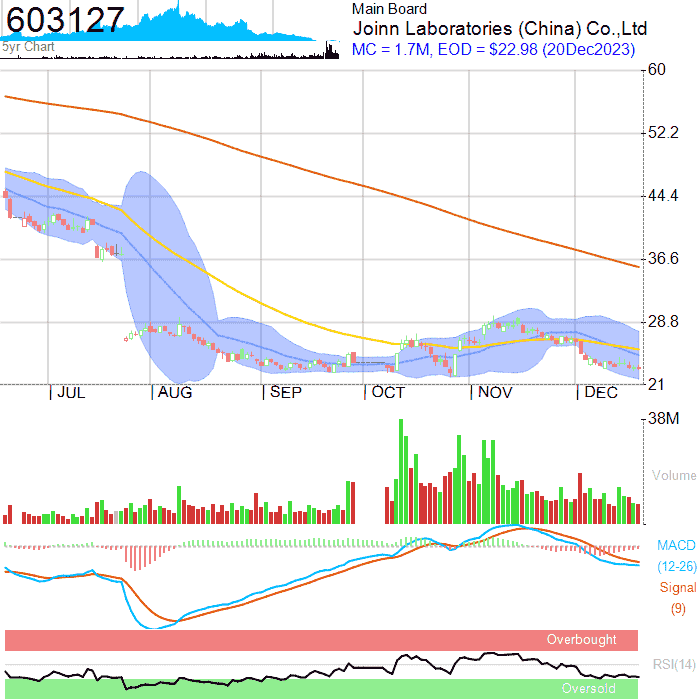 603127
5yr Chart
Main Board
Joinn Laboratories (China) Co.,Ltd
MC = 1.7M, EOD = $22.98 (20Dec2023)
60
52.2
44.4
36.6
28.8
21
JUL
AUG
SEP
OCT
NOV
DEC
38M
Volume
MACD
(12-26)
Signal
(9)
Overbought
RSI(14)
Oversold